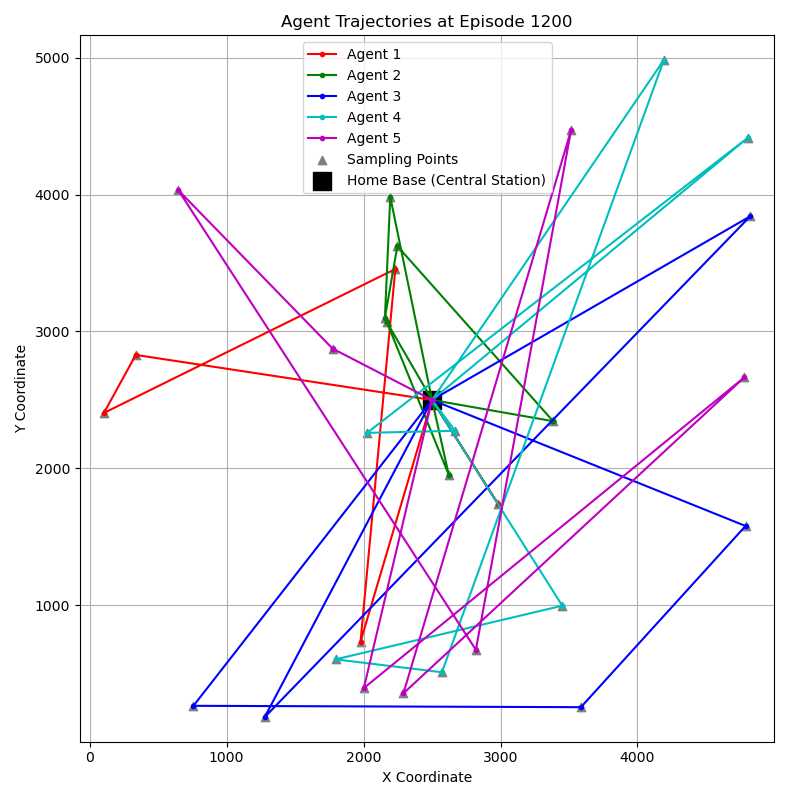 Agent Trajectories at Episode 1200
Agent 1
Agent 2
Agent 3
Agent 4
Agent 5
Sampling Points
Home Base (Central Station)
5000
4000
3000
2000
1000
Y Coordinate
0
1000
2000
3000
4000
X Coordinate